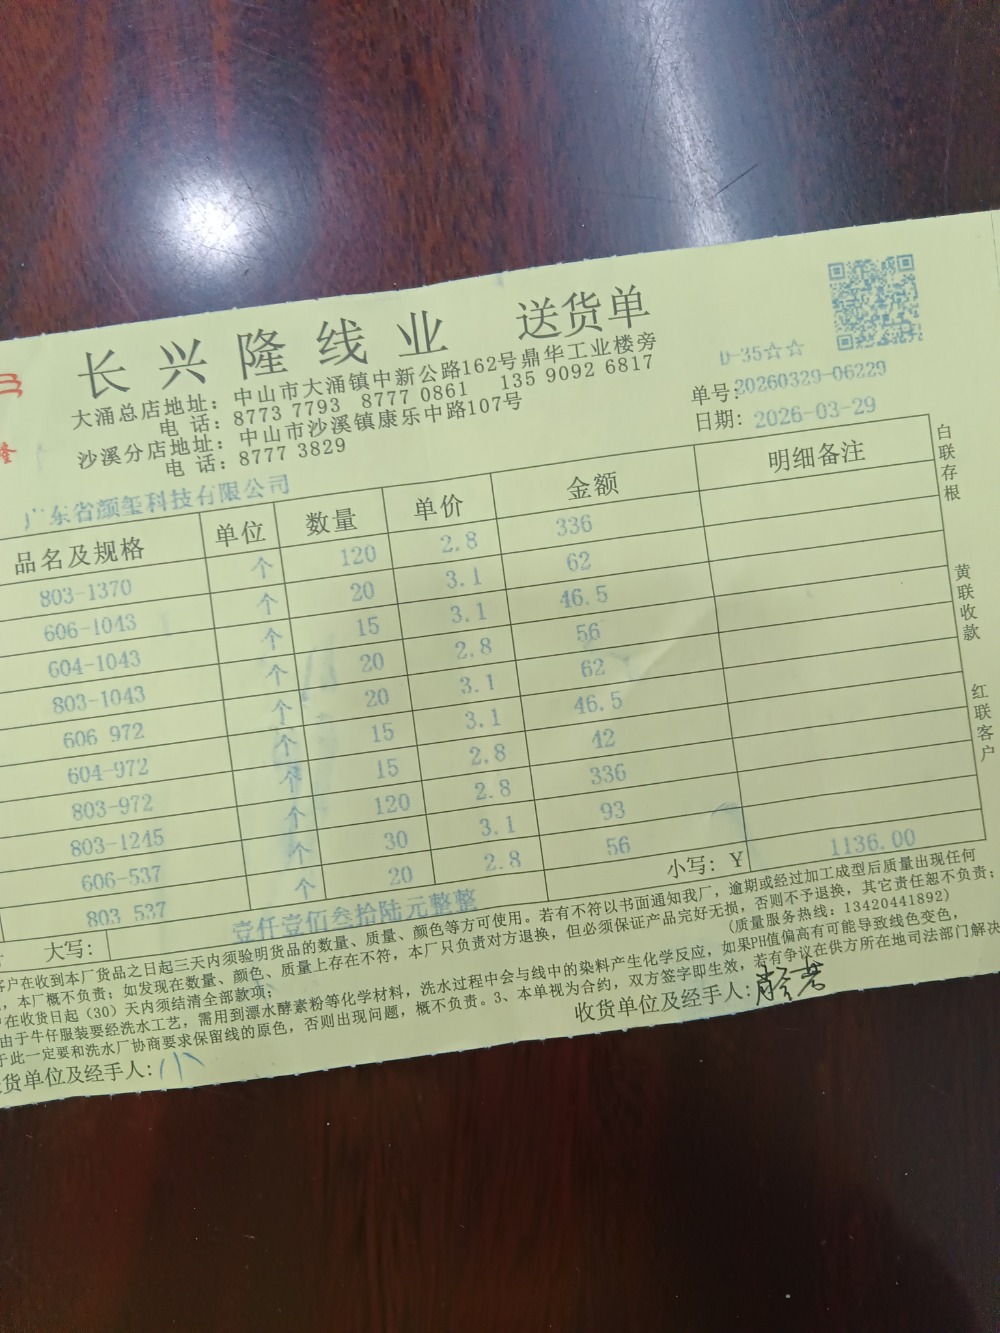 长兴隆线业 送货单
大涌总店地址：中山市大涌镇中新公路162号鼎华工业楼旁
电 话：8773 7793 8777 0861 135 9092 6817
沙溪分店地址：中山市沙溪镇康乐中路107号
电 话：8777 3829
D-35☆☆
单号：20260329-06229
日期：2026-03-29
广东省颜玺科技有限公司
品名及规格 单位 数量 单价 金额 明细备注
803-1370 个 120 2.8 336
606-1043 个 20 3.1 62
604-1043 个 15 3.1 46.5
803-1043 个 20 2.8 56
606 972 个 20 3.1 62
604-972 个 15 3.1 46.5
803-972 个 15 2.8 42
803-1245 个 120 2.8 336
606-537 个 30 3.1 93
803 537 个 20 2.8 56
大写： 壹仟壹佰叁拾陆元整整 小写：Y 1136.00
客户在收到本厂货品之日起三天内须验明货品的数量、质量、颜色等方可使用。若有不符以书面通知我厂，逾期或经过加工成型后质量出现任何
，本厂概不负责；如发现在数量、颜色、质量上存在不符，本厂只负责对方退换，但必须保证产品完好无损，否则不予退换，其它责任恕不负责；
在收货日起（30）天内须结清全部款项； (质量服务热线：13420441892)
由于牛仔服装要经洗水工艺，需用到漂水酵素粉等化学材料，洗水过程中会与线中的染料产生化学反应，如果PH值偏高有可能导致线色变色，
于此一定要和洗水厂协商要求保留线的原色，否则出现问题，概不负责。3、本单视为合约，双方签字即生效，若有争议在供方所在地司法部门解决
货单位及经手人： 收货单位及经手人：
白联存根
黄联收款
红联客户